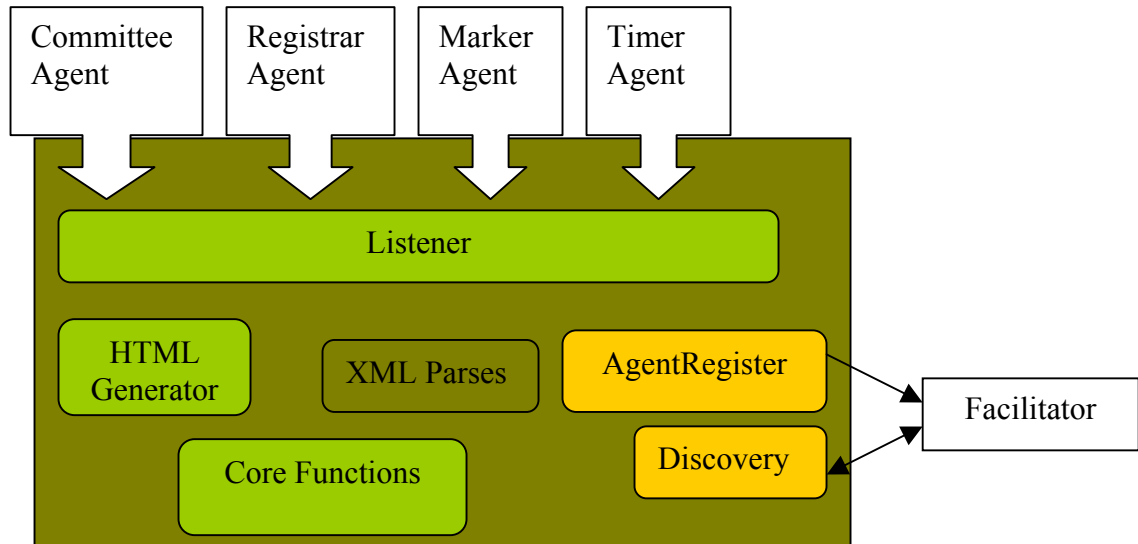 Committee
Agent
Registrar
Agent
Marker
Agent
Timer
Agent
Listener
HTML
Generator
XML Parses
AgentRegister
Facilitator
Core Functions
Discovery